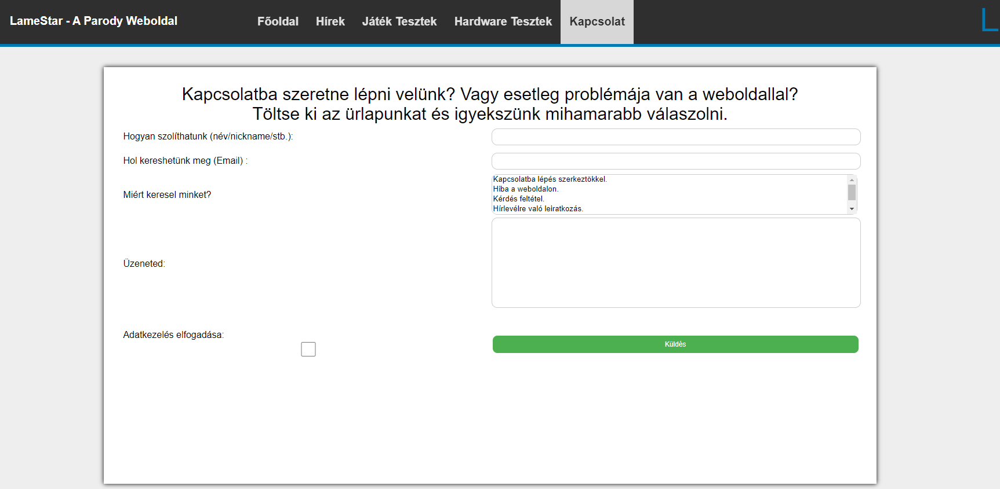 LameStar - A Parody Weboldal
Főoldal
Hírek
Játék Tesztek
Hardware Tesztek
Kapcsolat
L
Kapcsolatba szeretne lépni velünk? Vagy esetleg problémája van a weboldallal?
Töltse ki az ürlapunkat és igyekszünk mihamarabb válaszolni.
Hogyan szolíthatunk (név/nickname/stb.):
Hol kereshetünk meg (Email) :
Miért keresel minket?
Kapcsolatba lépés szerkeztökkel.
Hiba a weboldalon.
Kérdés feltétel.
Hírlevélre való leiratkozás.
Üzeneted:
Adatkezelés elfogadása:
Küldés